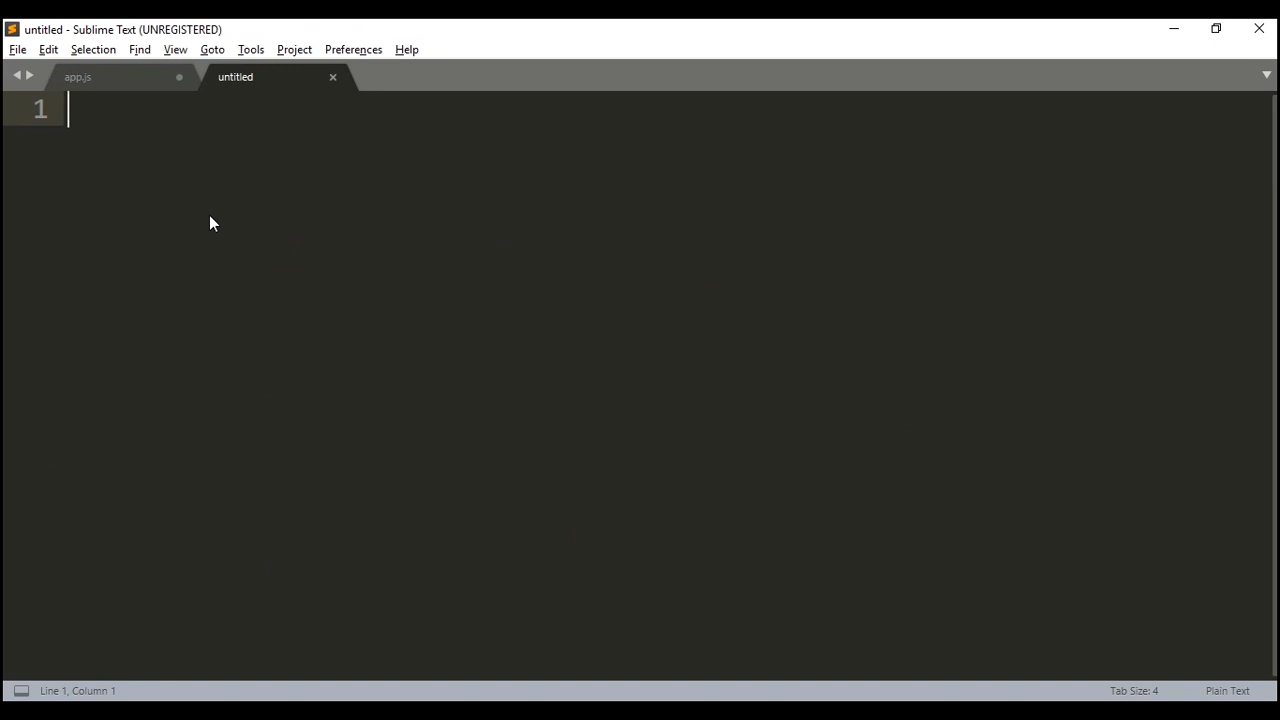 untitled - Sublime Text (UNREGISTERED)
File Edit Selection Find View Goto Tools Project Preferences Help
app.js untitled
1
Line 1, Column 1 Tab Size: 4 Plain Text